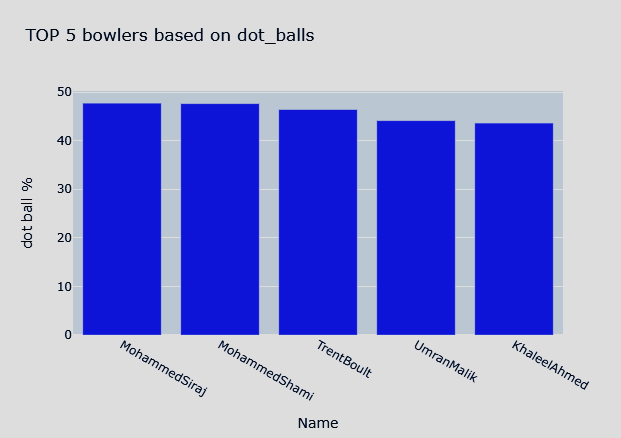 TOP 5 bowlers based on dot_balls
dot ball %
50
40
30
20
10
0
MohammedSiraj
MohammedShami
TrentBoult
UmranMalik
KhaleelAhmed
Name